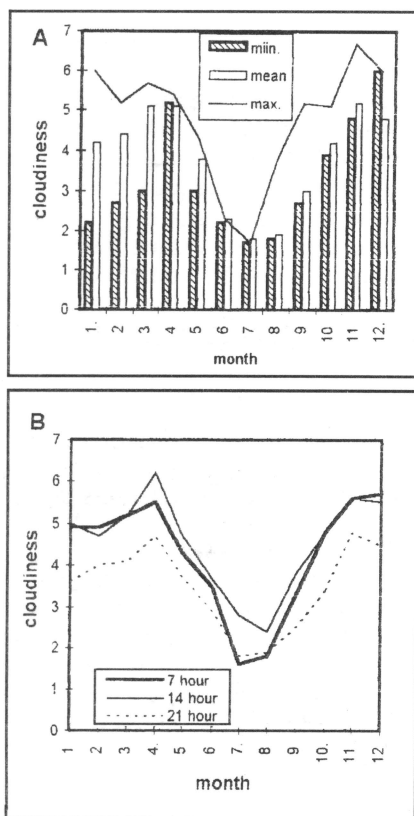 A
miin.
mean
max.
7
6
5
4
3
2
1
0
cloudiness
1. 2 3. 4 5 6 7 8 9 10. 11 12.
month
B
7
6
5
4
3
2
1
0
cloudiness
7 hour
14 hour
21 hour
1 2 3 4. 5 6 7. 8 9 10. 11 12
month